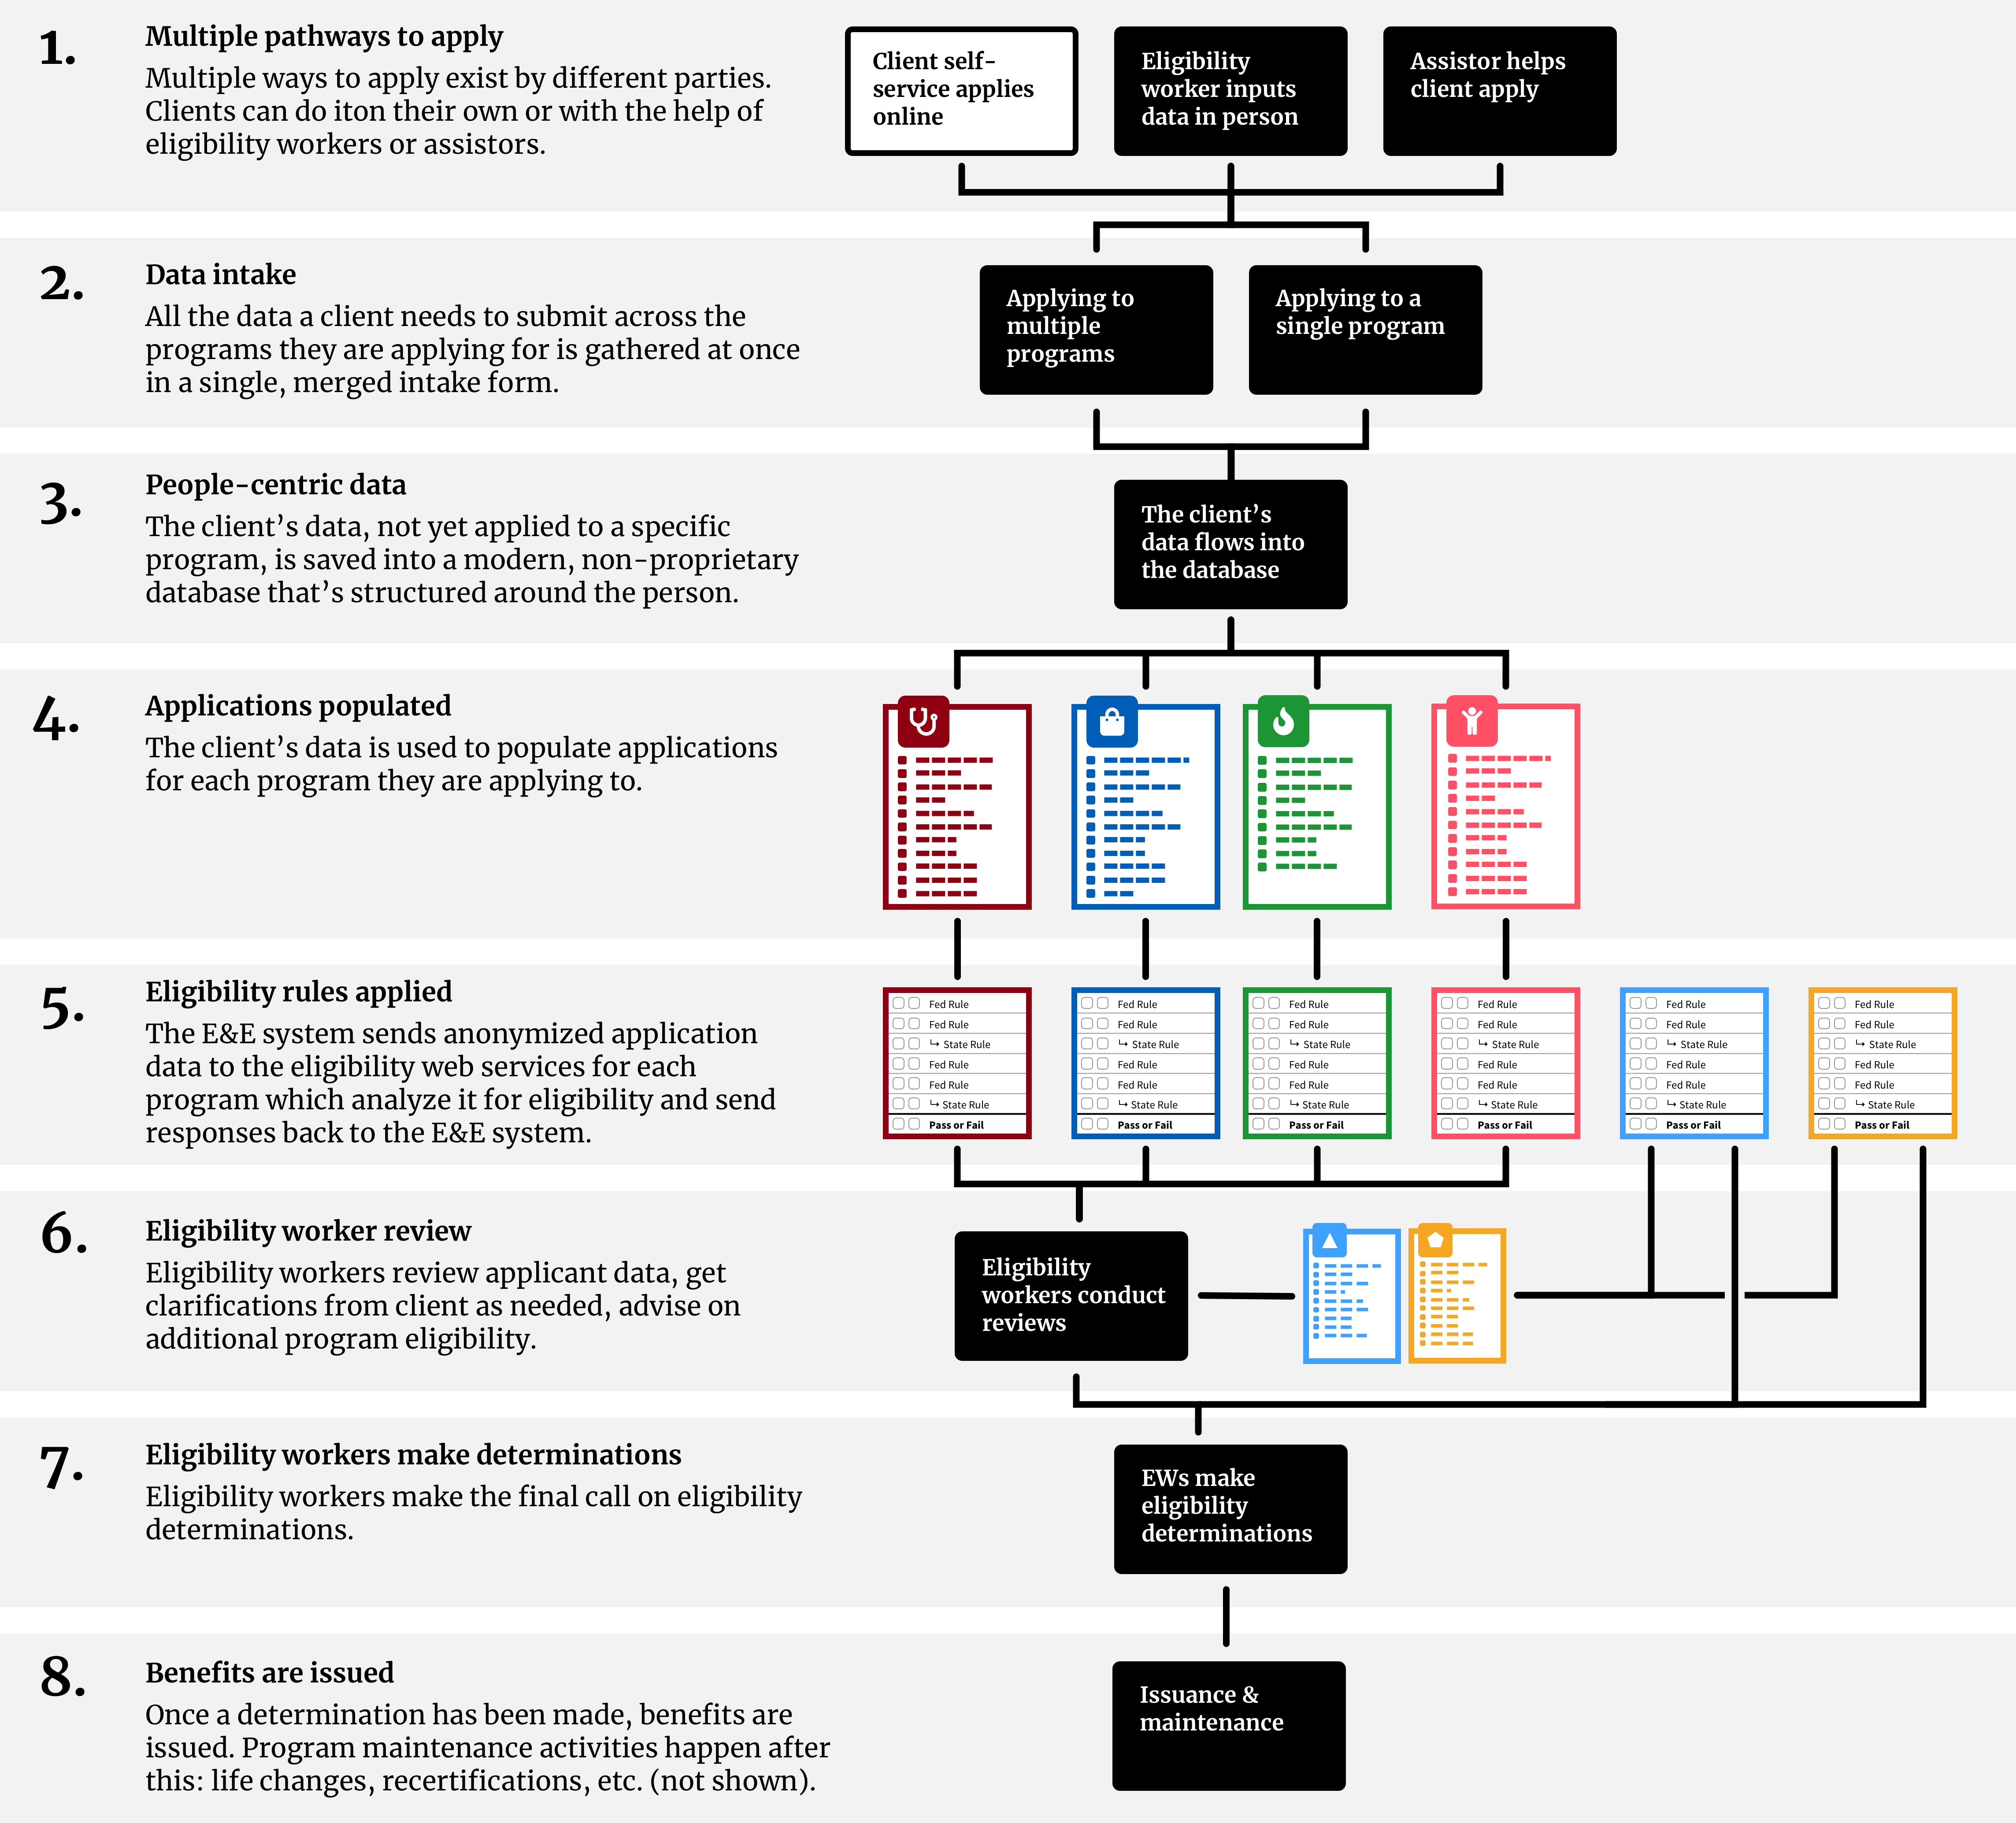 1.
Multiple pathways to apply
Multiple ways to apply exist by different parties.
Clients can do iton their own or with the help of
eligibility workers or assistors.
Client self-
service applies
online
Eligibility
worker inputs
data in person
Assistor helps
client apply
2.
Data intake
All the data a client needs to submit across the
programs they are applying for is gathered at once
in a single, merged intake form.
Applying to
multiple
programs
Applying to a
single program
3.
People-centric data
The client's data, not yet applied to a specific
program, is saved into a modern, non-proprietary
database that's structured around the person.
The client's
data flows into
the database
4.
Applications populated
The client's data is used to populate applications
for each program they are applying to.
5.
Eligibility rules applied
The E&E system sends anonymized application
data to the eligibility web services for each
program which analyze it for eligibility and send
responses back to the E&E system.
Fed Rule
Fed Rule
↳ State Rule
Fed Rule
Fed Rule
↳ State Rule
Pass or Fail
Fed Rule
Fed Rule
↳ State Rule
Fed Rule
Fed Rule
↳ State Rule
Pass or Fail
Fed Rule
Fed Rule
↳ State Rule
Fed Rule
Fed Rule
↳ State Rule
Pass or Fail
Fed Rule
Fed Rule
↳ State Rule
Fed Rule
Fed Rule
↳ State Rule
Pass or Fail
Fed Rule
Fed Rule
↳ State Rule
Fed Rule
Fed Rule
↳ State Rule
Pass or Fail
Fed Rule
Fed Rule
↳ State Rule
Fed Rule
Fed Rule
↳ State Rule
Pass or Fail
6.
Eligibility worker review
Eligibility workers review applicant data, get
clarifications from client as needed, advise on
additional program eligibility.
Eligibility
workers conduct
reviews
7.
Eligibility workers make determinations
Eligibility workers make the final call on eligibility
determinations.
EWs make
eligibility
determinations
8.
Benefits are issued
Once a determination has been made, benefits are
issued. Program maintenance activities happen after
this: life changes, recertifications, etc. (not shown).
Issuance &
maintenance